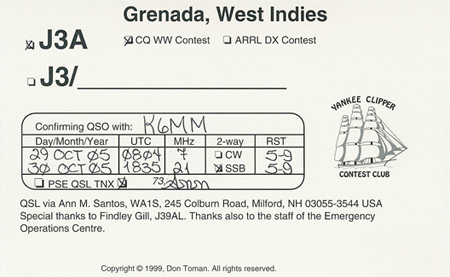 Grenada, West Indies
J3A
CQ WW Contest ARRL DX Contest
J3/
YANKEE CLIPPER
CONTEST CLUB
Confirming QSO with: K6MM
Day/Month/Year UTC MHz 2-way RST
29 OCT 05 0804 7 CW 5-9
30 OCT 05 1835 21 SSB 5-9
PSE QSL TNX 73, Ann
QSL via Ann M. Santos, WA1S, 245 Colburn Road, Milford, NH 03055-3544 USA
Special thanks to Findley Gill, J39AL. Thanks also to the staff of the Emergency
Operations Centre.
Copyright © 1999, Don Toman. All rights reserved.